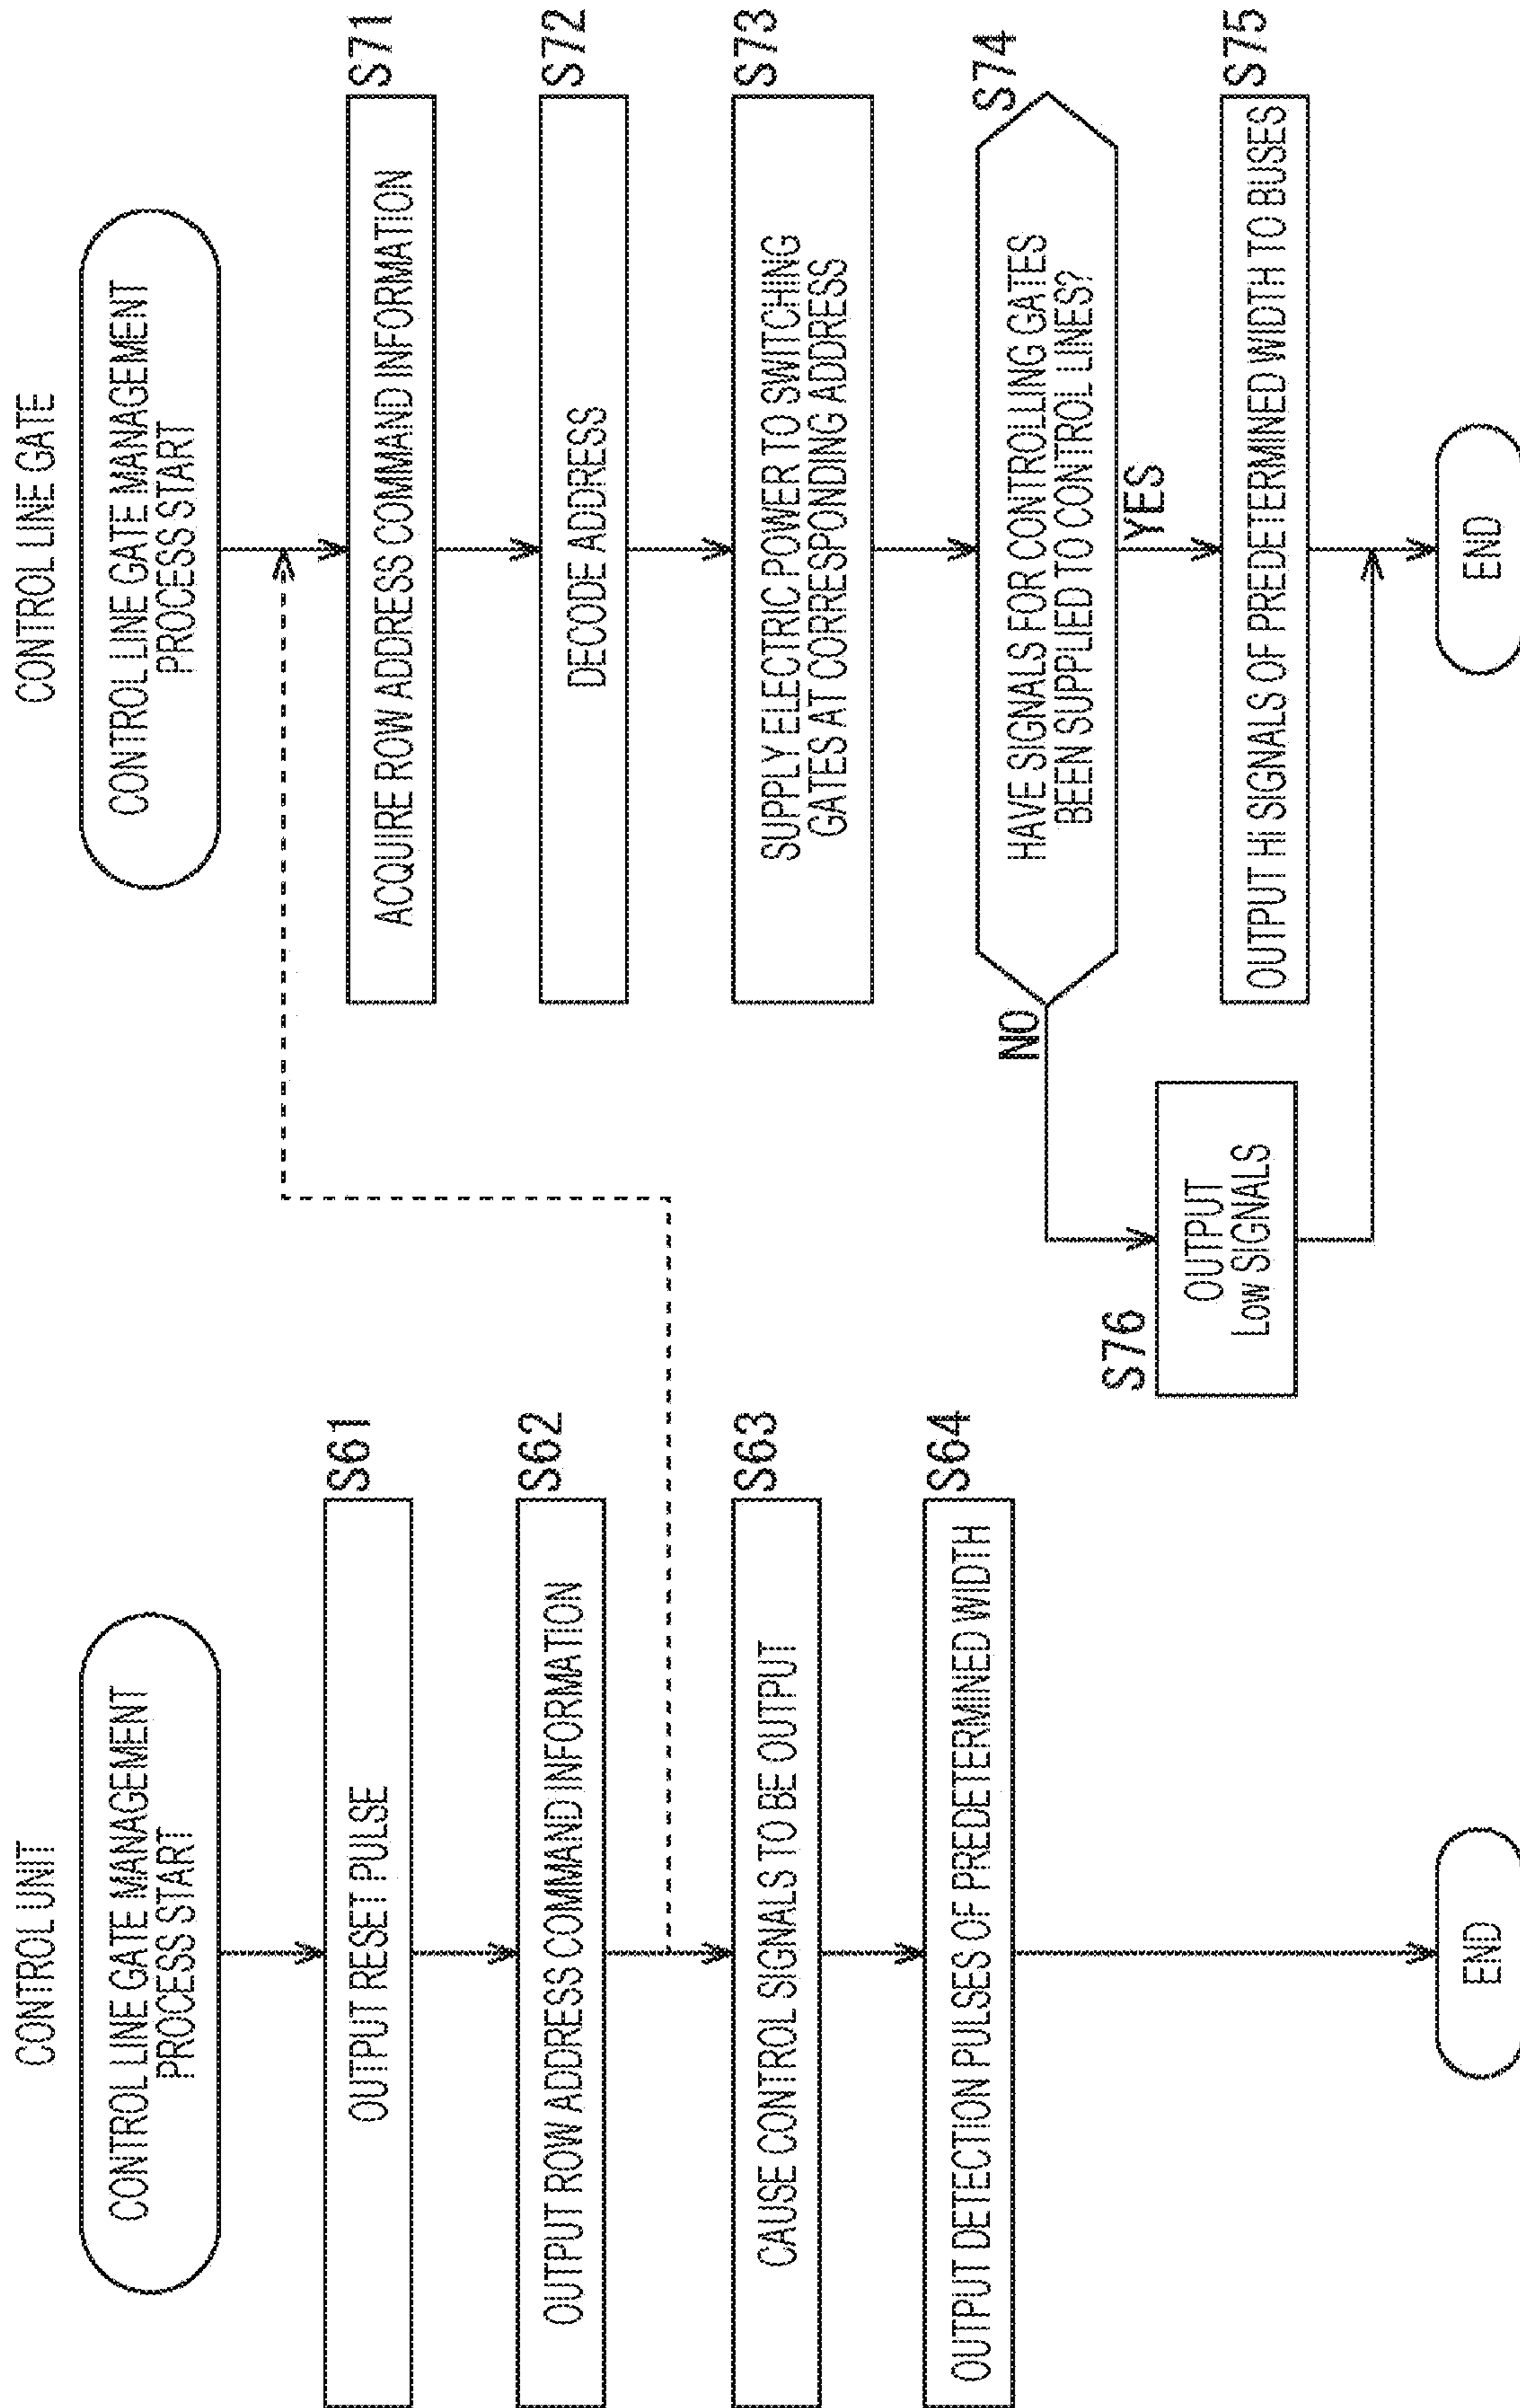 CONTROL UNIT
CONTROL LINE GATE MANAGEMENT
PROCESS START
S61
OUTPUT RESET PULSE
S62
OUTPUT ROW ADDRESS COMMAND INFORMATION
S63
CAUSE CONTROL SIGNALS TO BE OUTPUT
S64
OUTPUT DETECTION PULSES OF PREDETERMINED WIDTH
END
CONTROL LINE GATE
CONTROL LINE GATE MANAGEMENT
PROCESS START
S71
ACQUIRE ROW ADDRESS COMMAND INFORMATION
S72
DECODE ADDRESS
S73
SUPPLY ELECTRIC POWER TO SWITCHING
GATES AT CORRESPONDING ADDRESS
S74
HAVE SIGNALS FOR CONTROLLING GATES
BEEN SUPPLIED TO CONTROL LINES?
NO
YES
S76
OUTPUT
Low SIGNALS
S75
OUTPUT HI SIGNALS OF PREDETERMINED WIDTH TO BUSES
END